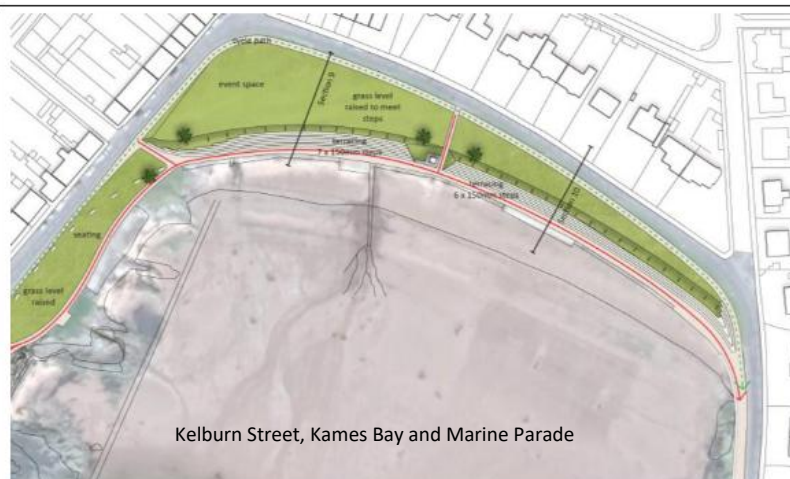 cycle path
event space
Section 9
grass level
raised to meet
steps
terracing
7 x 150mm steps
terracing
6 x 150mm steps
Section 10
seating
grass level
raised
Kelburn Street, Kames Bay and Marine Parade